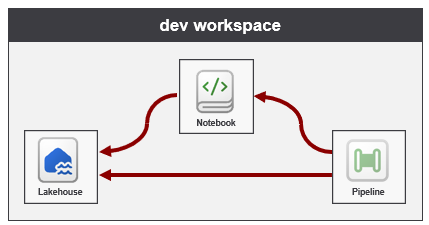 dev workspace
</>
Notebook
Lakehouse
Pipeline